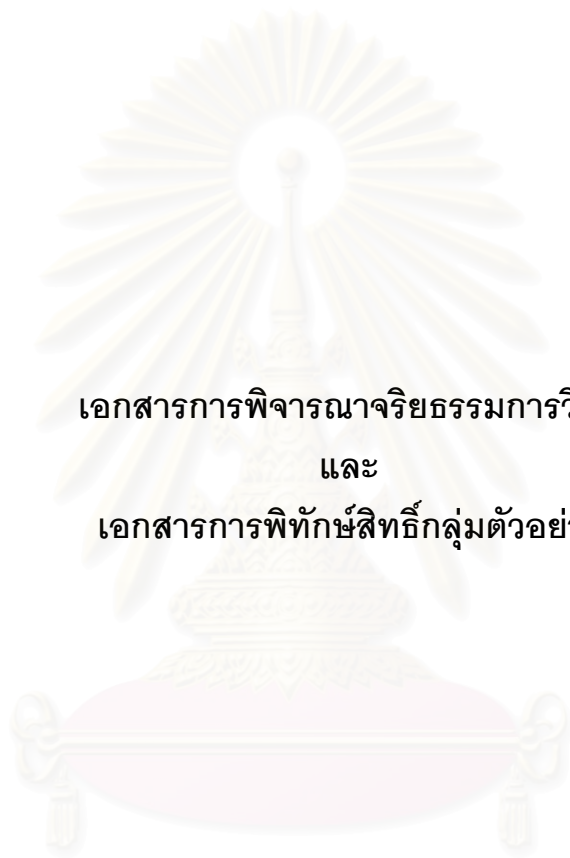 เอกสารการพิจารณาจริยธรรมการวิ
และ
เอกสารการพิทักษ์สิทธิ์กลุ่มตัวอย่